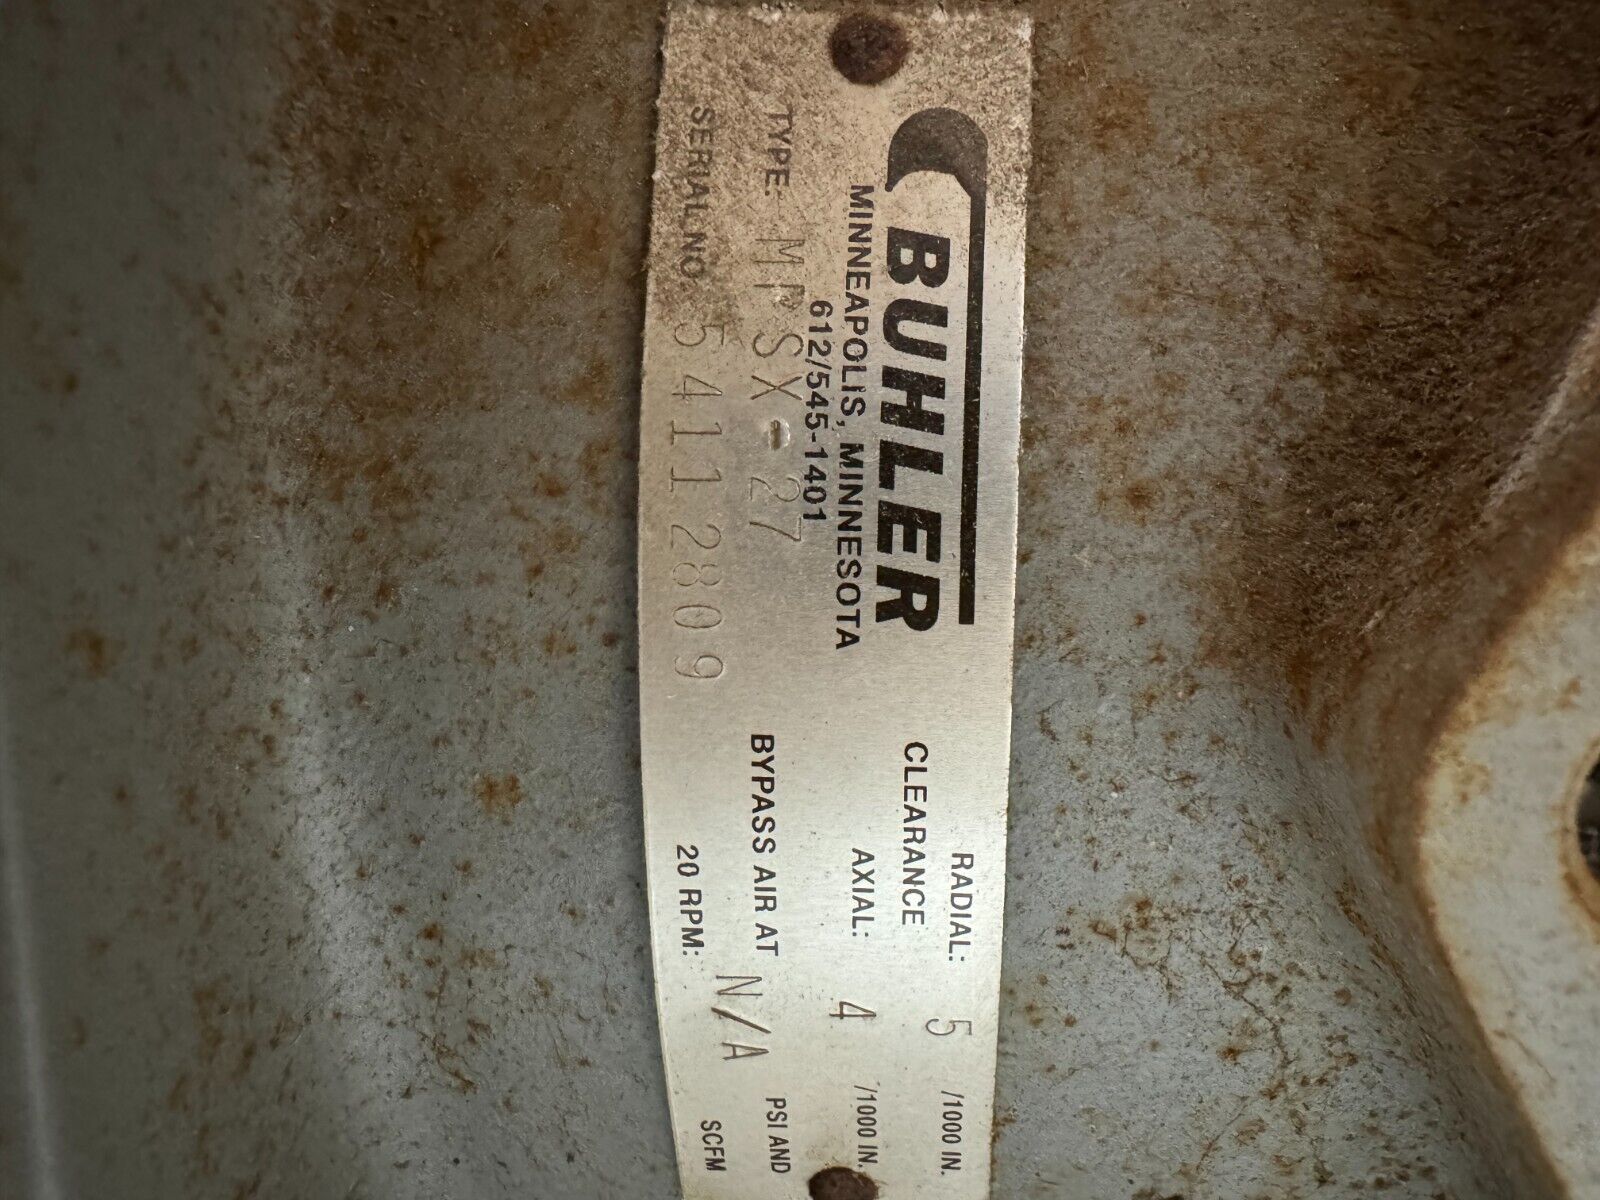 BUHLER
MINNEAPOLIS, MINNESOTA
612/545-1401
TYPE: MPSX-27
SERIAL NO. 54112809
RADIAL: 5 /1000 IN.
CLEARANCE
AXIAL: 4 /1000 IN.
BYPASS AIR AT N/A PSI AND
20 RPM: SCFM